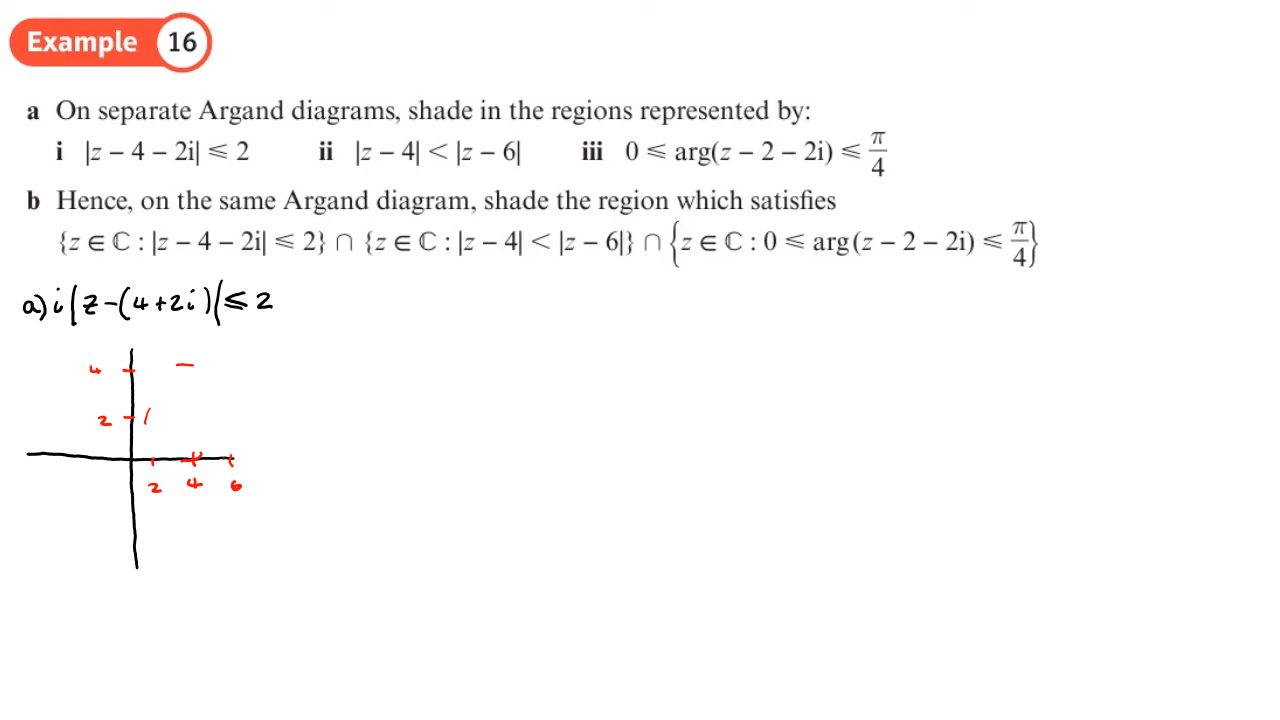 Example 16
a On separate Argand diagrams, shade in the regions represented by:
i |z – 4 – 2i| ⩽ 2 ii |z – 4| < |z – 6| iii 0 ⩽ arg(z – 2 – 2i) ⩽ π/4
b Hence, on the same Argand diagram, shade the region which satisfies
{z ∈ ℂ : |z – 4 – 2i| ⩽ 2} ∩ {z ∈ ℂ : |z – 4| < |z – 6|} ∩ {z ∈ ℂ : 0 ⩽ arg(z – 2 – 2i) ⩽ π/4}
a) i |z-(4+2i)| ⩽ 2
4
2
2 4 6